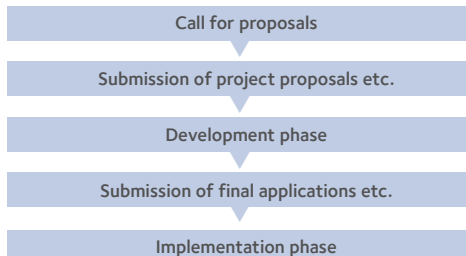 Call for proposals
Submission of project proposals etc.
Development phase
Submission of final applications etc.
Implementation phase